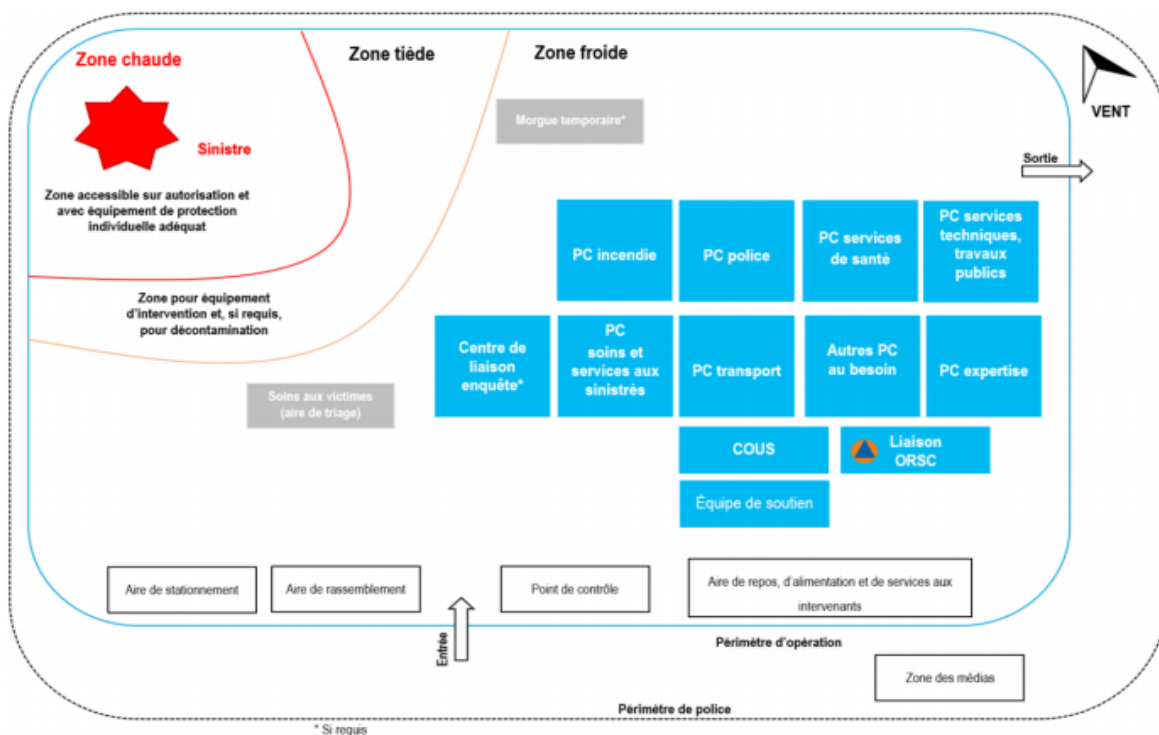 Zone chaude
Zone tiède
Zone froide
VENT
Morgue temporaire*
Sinistre
Sortie
Zone accessible sur autorisation et
avec équipement de protection
individuelle adéquat
PC incendie
PC police
PC services
de santé
PC services
techniques,
travaux
publics
Zone pour équipement
d'intervention et, si requis,
pour décontamination
Centre de
liaison
enquête*
PC
soins et
services aux
sinistrés
PC transport
Autres PC
au besoin
PC expertise
Soins aux victimes
(aire de triage)
COUS
Liaison
ORSC
Équipe de soutien
Aire de stationnement
Aire de rassemblement
Point de contrôle
Aire de repos, d'alimentation et de services aux
intervenants
Entrée
Périmètre d'opération
Zone des médias
Périmètre de police
* Si requis